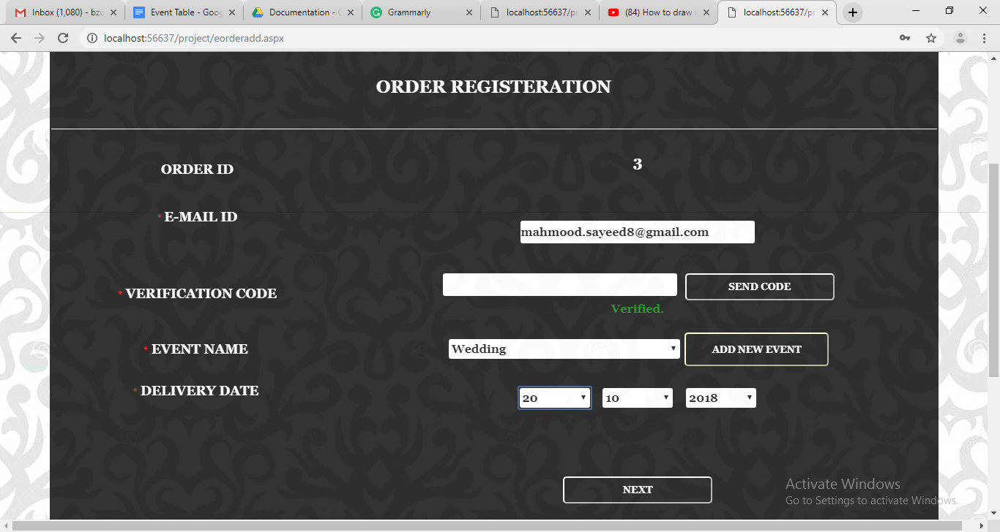 Inbox (1,080) - bz
Event Table - Goo
Documentation -
Grammarly
localhost:56637/pr
(84) How to draw
localhost:56637/pr
localhost:56637/project/eorderadd.aspx
ORDER REGISTERATION
ORDER ID 3
* E-MAIL ID
mahmood.sayeed8@gmail.com
SEND CODE
* VERIFICATION CODE
Verified.
* EVENT NAME Wedding ADD NEW EVENT
* DELIVERY DATE
20 10 2018
NEXT
Activate Windows
Go to Settings to activate Windows.